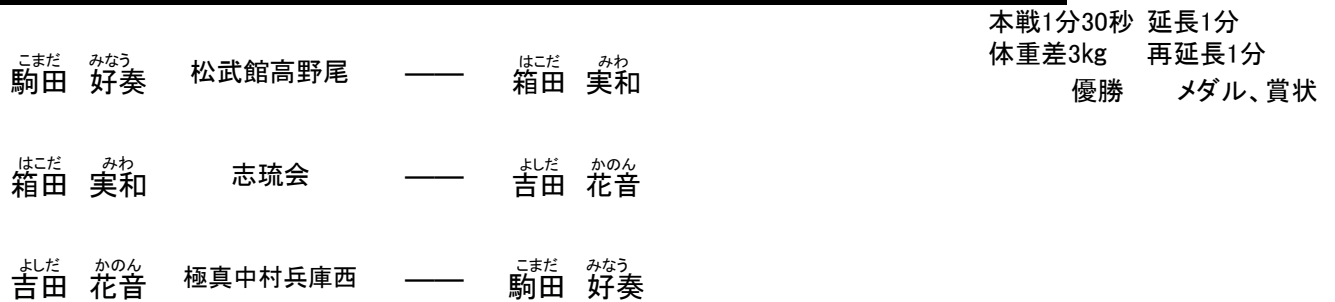 本戦1分30秒 延長1分
体重差3kg 再延長1分
優勝 メダル、賞状
こまだ みなう はこだ みわ
駒田 好奏 松武館高野尾 ―― 箱田 実和
はこだ みわ よしだ かのん
箱田 実和 志琉会 ―― 吉田 花音
よしだ かのん こまだ みなう
吉田 花音 極真中村兵庫西 ―― 駒田 好奏